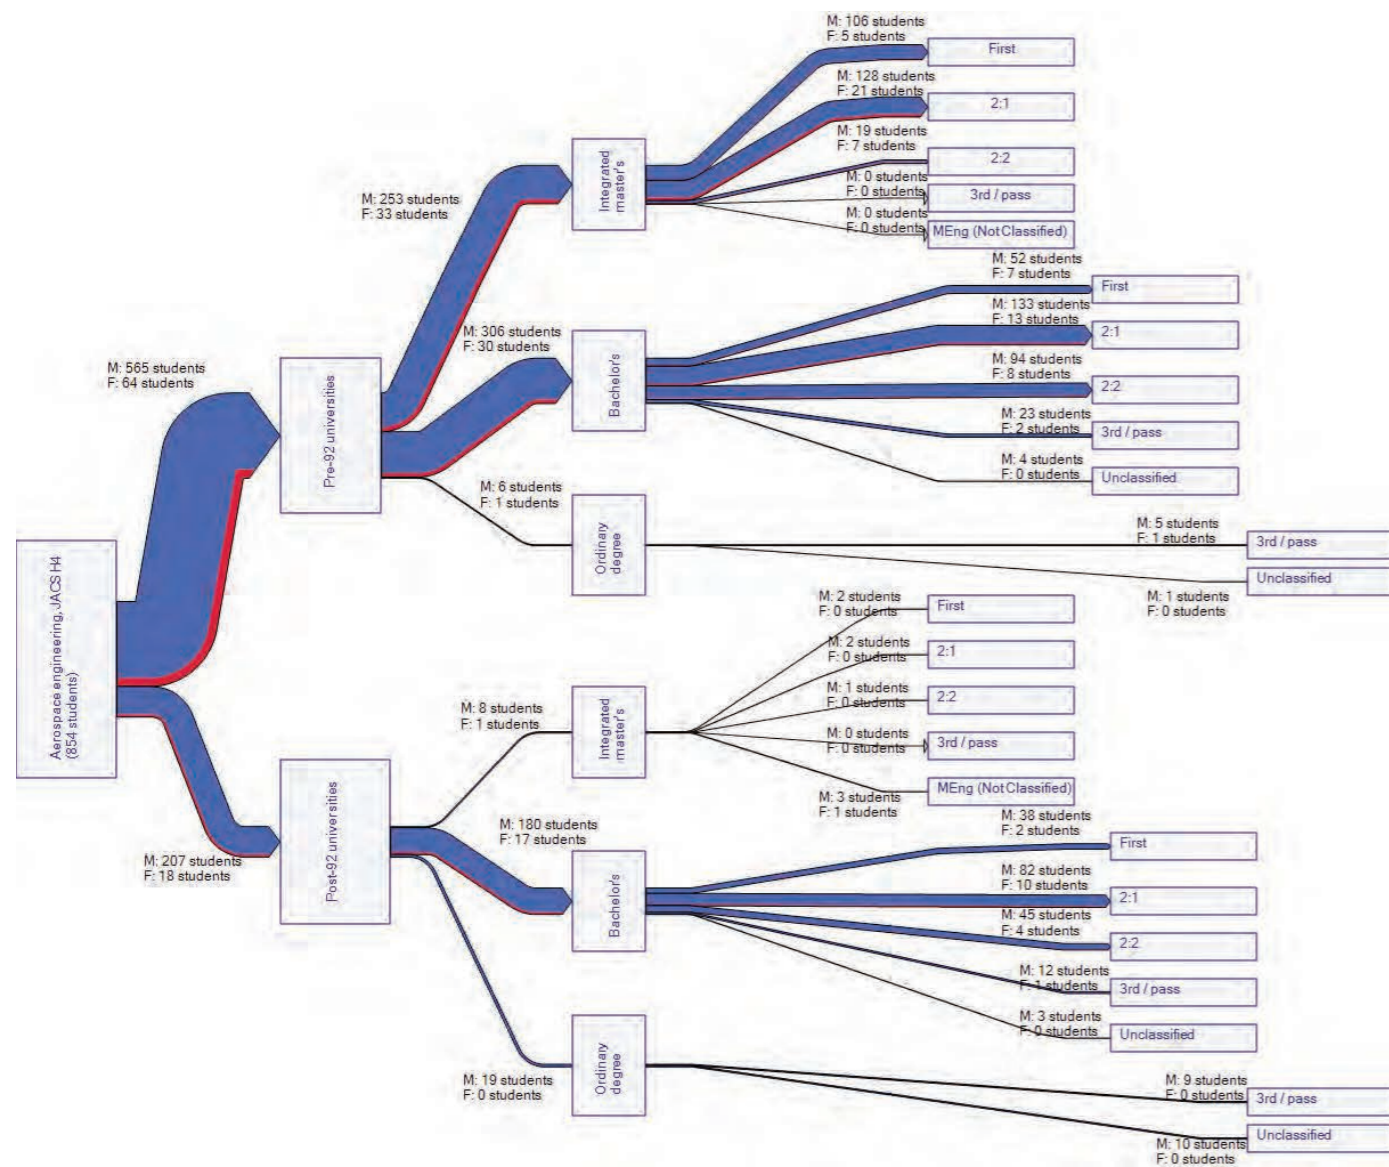 M: 106 students
F: 5 students
First
M: 128 students
F: 21 students
2:1
M: 19 students
F: 7 students
2:2
M: 0 students
F: 0 students
3rd / pass
M: 0 students
F: 0 students
MEng (Not Classified)
Integrated
master's
M: 253 students
F: 33 students
M: 52 students
F: 7 students
First
M: 133 students
F: 13 students
2:1
M: 94 students
F: 8 students
2:2
M: 23 students
F: 2 students
3rd / pass
M: 4 students
F: 0 students
Unclassified
M: 306 students
F: 30 students
Bachelor's
M: 565 students
F: 64 students
Pre-92 universities
M: 6 students
F: 1 students
Ordinary
degree
M: 5 students
F: 1 students
3rd / pass
Unclassified
M: 1 students
F: 0 students
Aerospace engineering, JACS H4
(854 students)
M: 2 students
F: 0 students
First
M: 2 students
F: 0 students
2:1
M: 1 students
F: 0 students
2:2
M: 0 students
F: 0 students
3rd / pass
M: 3 students
F: 1 students
MEng (Not Classified)
M: 8 students
F: 1 students
Integrated
master's
M: 207 students
F: 18 students
Post-92 universities
M: 180 students
F: 17 students
Bachelor's
M: 38 students
F: 2 students
First
M: 82 students
F: 10 students
2:1
M: 45 students
F: 4 students
2:2
M: 12 students
F: 1 students
3rd / pass
M: 3 students
F: 0 students
Unclassified
M: 19 students
F: 0 students
Ordinary
degree
M: 9 students
F: 0 students
3rd / pass
M: 10 students
F: 0 students
Unclassified